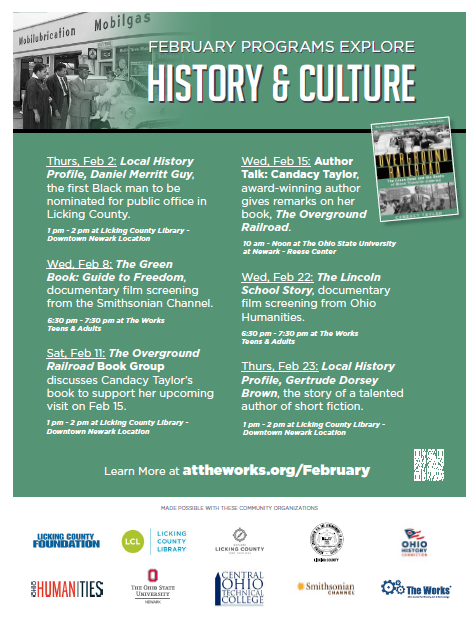 Mobilubrication Mobilgas
FEBRUARY PROGRAMS EXPLORE
HISTORY & CULTURE
Thurs, Feb 2: Local History
Profile, Daniel Merritt Guy,
the first Black man to be
nominated for public office in
Licking County.
1 pm - 2 pm at Licking County Library -
Downtown Newark Location
Wed, Feb 8: The Green
Book: Guide to Freedom,
documentary film screening
from the Smithsonian Channel.
6:30 pm - 7:30 pm at The Works
Teens & Adults
Sat, Feb 11: The Overground
Railroad Book Group
discusses Candacy Taylor's
book to support her upcoming
visit on Feb 15.
1 pm - 2 pm at Licking County Library -
Downtown Newark Location
Wed, Feb 15: Author
Talk: Candacy Taylor,
award-winning author
gives remarks on her
book, The Overground
Railroad.
10 am - Noon at The Ohio State University
at Newark - Reese Center
OVERGROUND
RAILROAD
CANDACY TAYLOR
Wed, Feb 22: The Lincoln
School Story, documentary
film screening from Ohio
Humanities.
6:30 pm - 7:30 pm at The Works
Teens & Adults
Thurs, Feb 23: Local History
Profile, Gertrude Dorsey
Brown, the story of a talented
author of short fiction.
1 pm - 2 pm at Licking County Library -
Downtown Newark Location
Learn More at attheworks.org/February
MADE POSSIBLE WITH THESE COMMUNITY ORGANIZATIONS
LICKING COUNTY
FOUNDATION
LCL
LICKING
COUNTY
LIBRARY
LICKING COUNTY
OHIO
HISTORY
CONNECTION
OHIO HUMANITIES
THE OHIO STATE
UNIVERSITY
NEWARK
CENTRAL
OHIO
TECHNICAL
COLLEGE
Smithsonian
CHANNEL
The Works